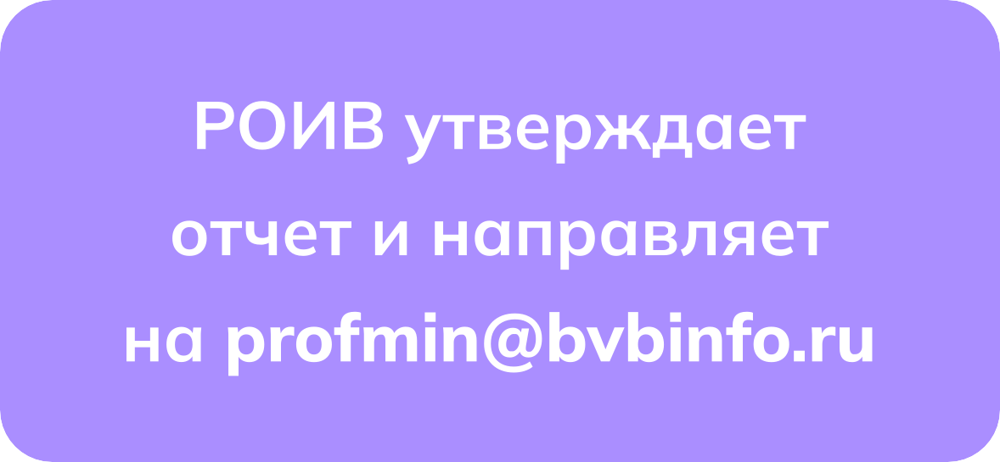 РОИВ утверждает
отчет и направляет
на profmin@bvbinfo.ru